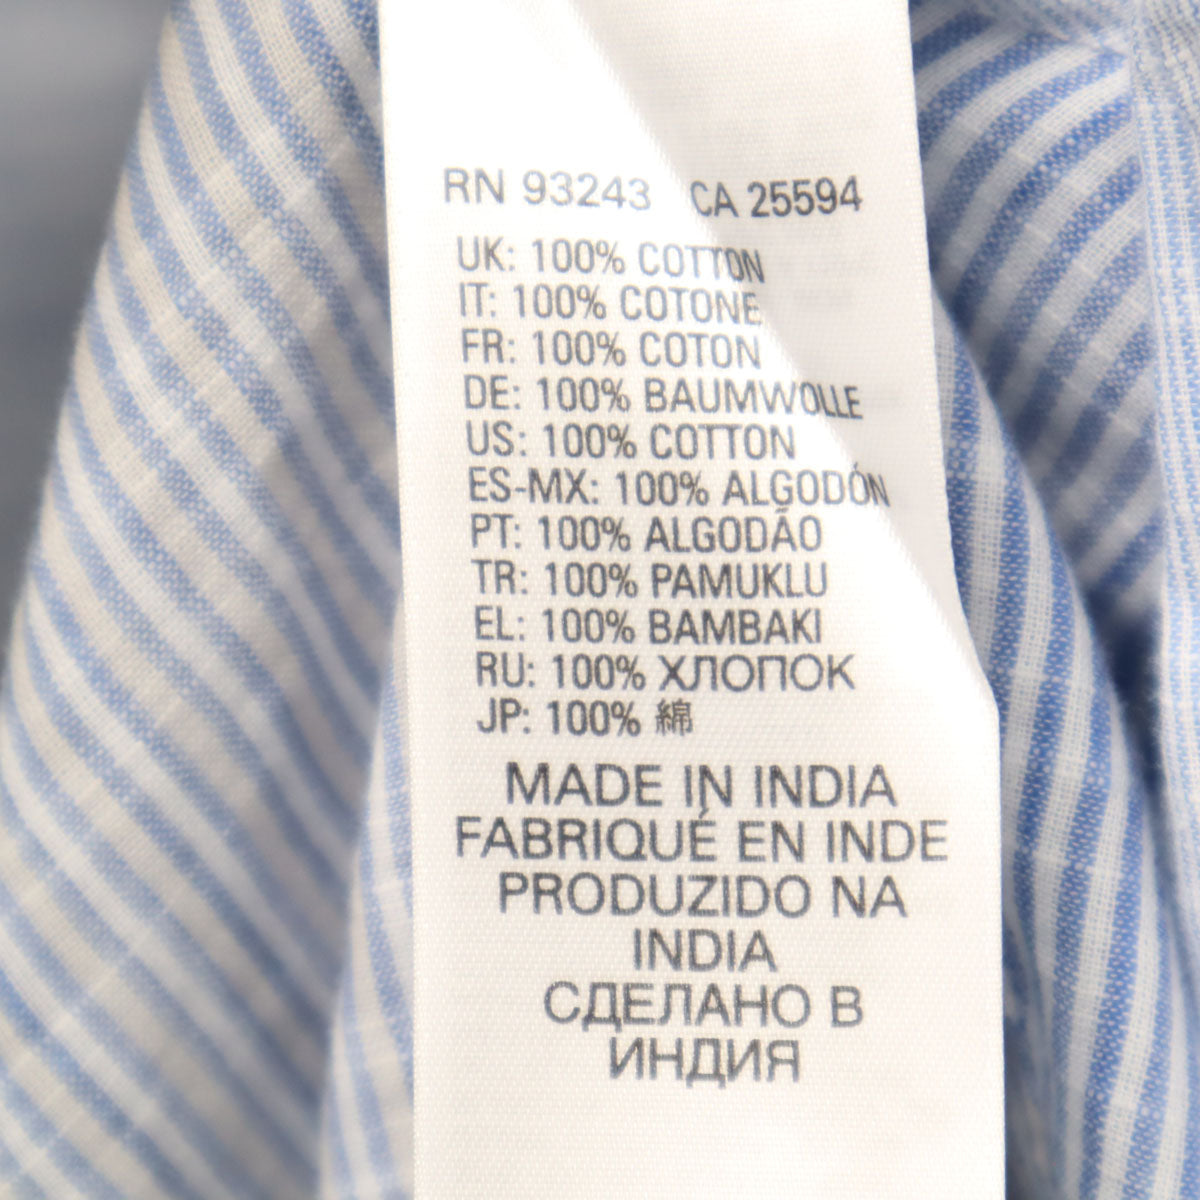 RN 93243 CA 25594
UK: 100% COTTON
IT: 100% COTONE
FR: 100% COTON
DE: 100% BAUMWOLLE
US: 100% COTTON
ES-MX: 100% ALGODÓN
PT: 100% ALGODÃO
TR: 100% PAMUKLU
EL: 100% BAMBAKI
RU: 100% ХЛОПОК
JP: 100% 綿
MADE IN INDIA
FABRIQUÉ EN INDE
PRODUZIDO NA
INDIA
СДЕЛАНО В
ИНДИЯ